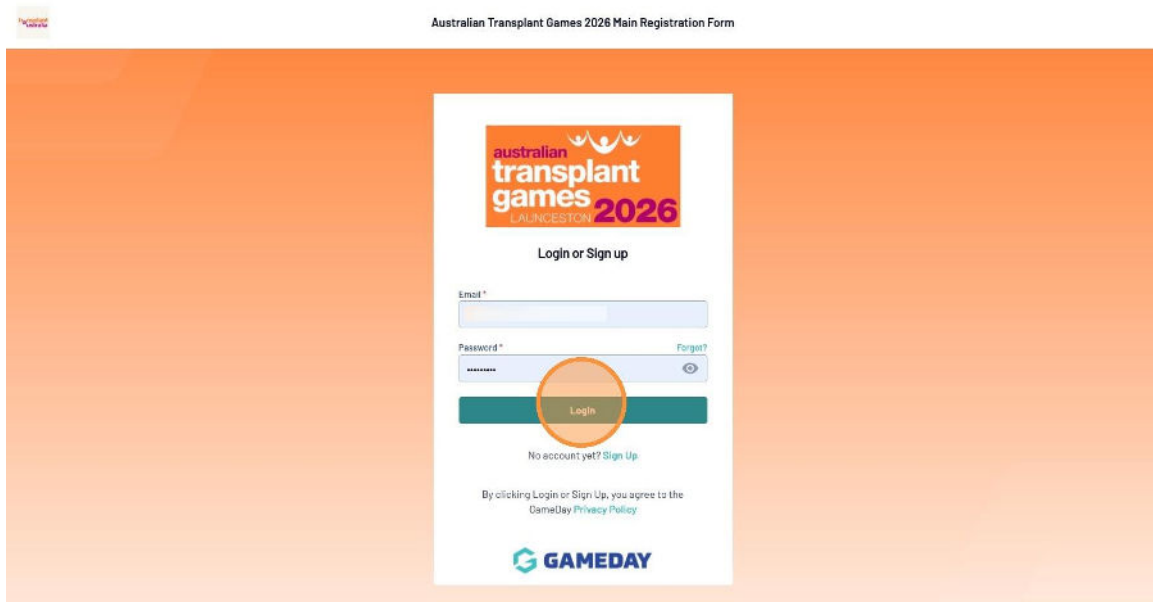 transplant
australia
Australian Transplant Games 2026 Main Registration Form
australian
transplant
games
LAUNCESTON 2026
Login or Sign up
Email *
Password *
Forgot?
Login
No account yet? Sign Up
By clicking Login or Sign Up, you agree to the
GameDay Privacy Policy
GAMEDAY